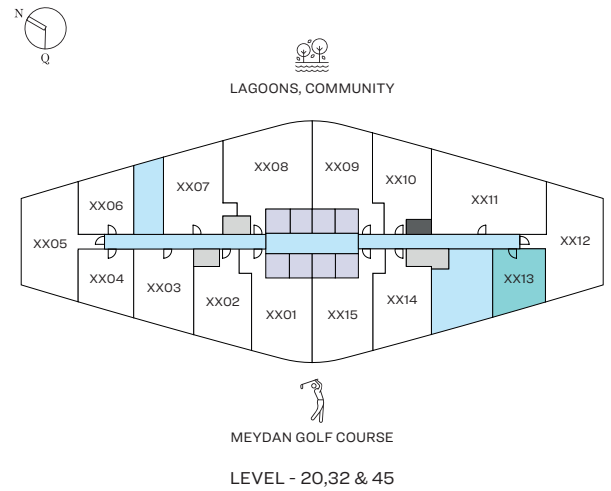 N
Q
LAGOONS, COMMUNITY
XX08
XX09
XX07
XX10
XX11
XX06
XX05
XX12
XX04
XX03
XX02
XX01
XX15
XX14
XX13
MEYDAN GOLF COURSE
LEVEL - 20,32 & 45